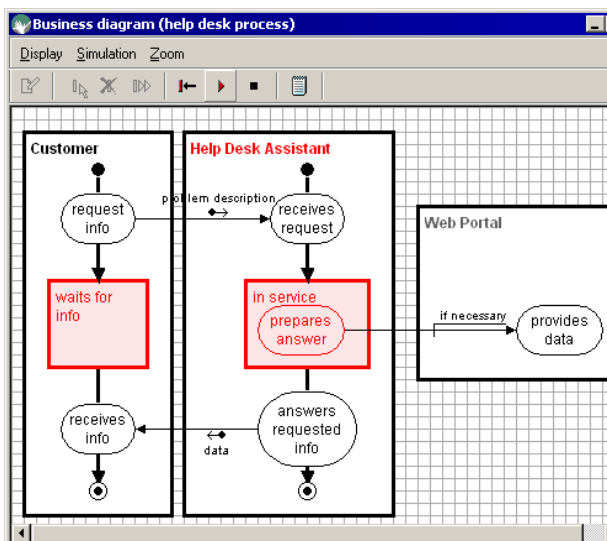 Business diagram (help desk process)
Display Simulation Zoom
Customer
Help Desk Assistant
request
info
problem description
receives
request
Web Portal
waits for
info
in service
prepares
answer
if necessary
provides
data
receives
info
data
answers
requested
info